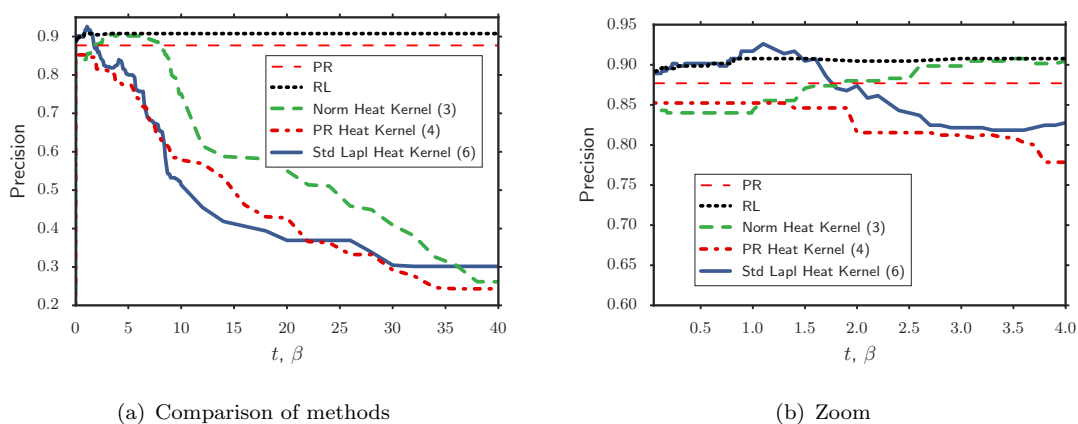 0.9
0.8
0.7
0.6
0.5
0.4
0.3
0.2
Precision
0 5 10 15 20 25 30 35 40
t, β
PR
RL
Norm Heat Kernel (3)
PR Heat Kernel (4)
Std Lapl Heat Kernel (6)
(a) Comparison of methods
0.95
0.90
0.85
0.80
0.75
0.70
0.65
0.60
Precision
0.5 1.0 1.5 2.0 2.5 3.0 3.5 4.0
t, β
PR
RL
Norm Heat Kernel (3)
PR Heat Kernel (4)
Std Lapl Heat Kernel (6)
(b) Zoom